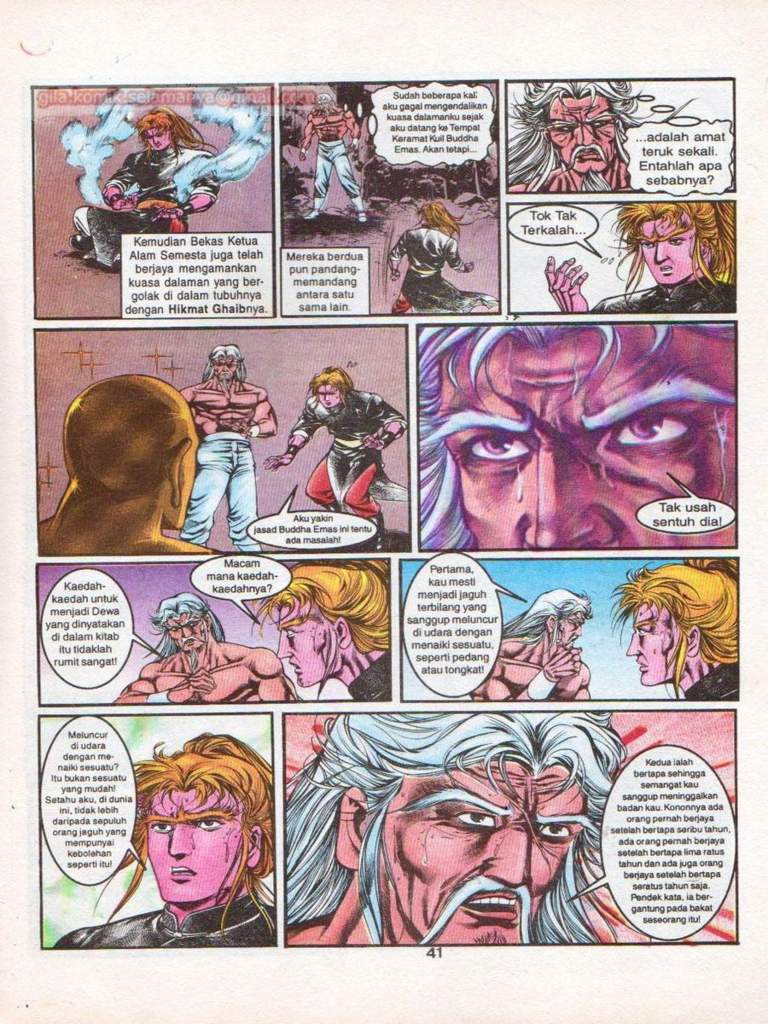 gila.komik.selamanya@gmail.com
Kemudian Bekas Ketua
Alam Semesta juga telah
berjaya mengamankan
kuasa dalaman yang ber-
golak di dalam tubuhnya
dengan Hikmat Ghaibnya.
Sudah beberapa kali
aku gagal mengendalikan
kuasa dalamanku sejak
aku datang ke Tempat
Keramat Kuil Buddha
Emas. Akan tetapi...
Mereka berdua
pun pandang-
memandang
antara satu
sama lain.
...adalah amat
teruk sekali.
Entahlah apa
sebabnya?
Tok Tak
Terkalah...
Aku yakin
jasad Buddha Emas ini tentu
ada masalah!
Tak usah
sentuh dia!
Kaedah-
kaedah untuk
menjadi Dewa
yang dinyatakan
di dalam kitab
itu tidaklah
rumit sangat!
Macam
mana kaedah-
kaedahnya?
Pertama,
kau mesti
menjadi jaguh
terbilang yang
sanggup meluncur
di udara dengan
menaiki sesuatu,
seperti pedang
atau tongkat!
Meluncur
di udara
dengan me-
naiki sesuatu?
Itu bukan sesuatu
yang mudah!
Setahu aku, di dunia
ini, tidak lebih
daripada sepuluh
orang jaguh yang
mempunyai
kebolehan
seperti itu!
Kedua ialah
bertapa sehingga
semangat kau
sanggup meninggalkan
badan kau. Kononnya ada
orang pernah berjaya
setelah bertapa seribu tahun,
ada orang pernah berjaya
setelah bertapa lima ratus
tahun dan ada juga orang
berjaya setelah bertapa
seratus tahun saja.
Pendek kata, ia ber-
gantung pada bakat
seseorang itu!
41